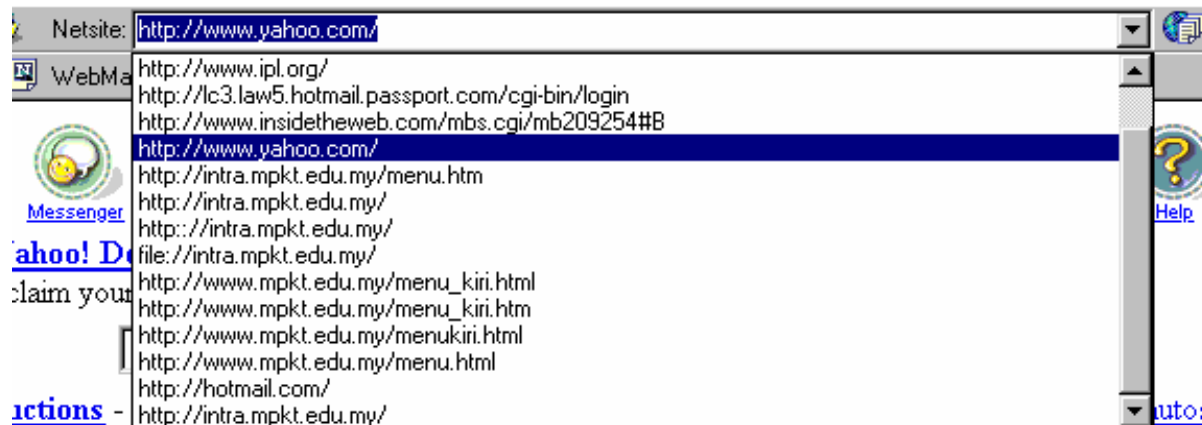 Netsite: http://www.yahoo.com/
WebMa
http://www.ipl.org/
http://lc3.law5.hotmail.passport.com/cgi-bin/login
http://www.insidetheweb.com/mbs.cgi/mb209254#B
http://www.yahoo.com/
http://intra.mpkt.edu.my/menu.htm
http://intra.mpkt.edu.my/
http:://intra.mpkt.edu.my/
file://intra.mpkt.edu.my/
http://www.mpkt.edu.my/menu_kiri.html
http://www.mpkt.edu.my/menu_kiri.htm
http://www.mpkt.edu.my/menukiri.html
http://www.mpkt.edu.my/menu.html
http://hotmail.com/
http://intra.mpkt.edu.my/
Messenger
Help
ahoo! D
claim your
uctions -
autos